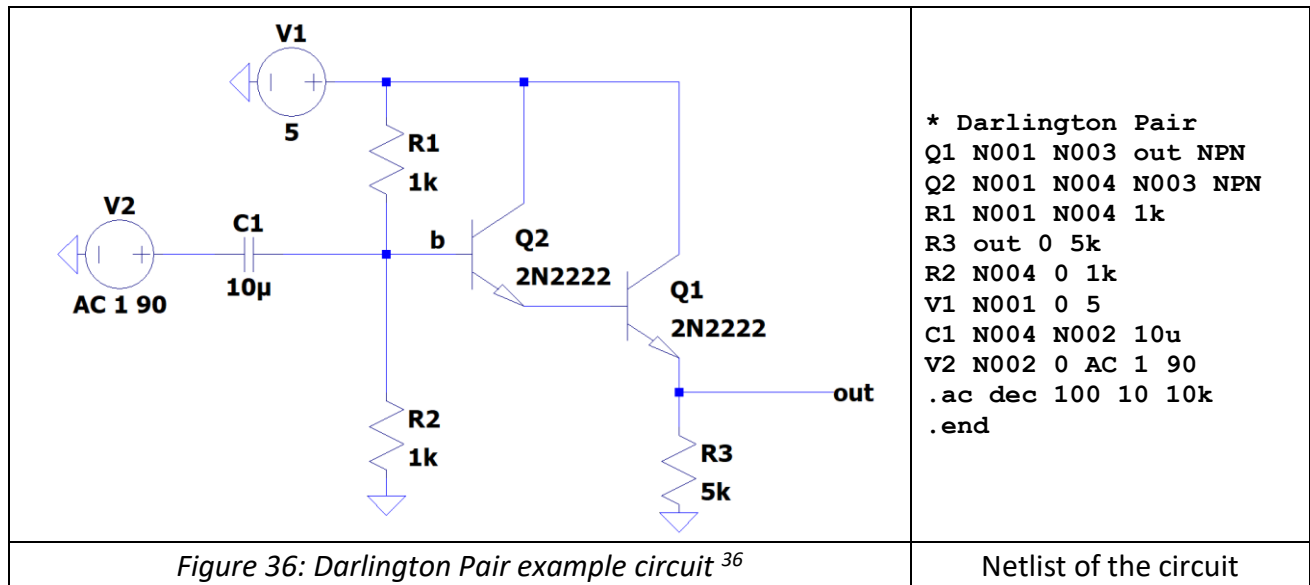 V1
5
R1
1k
V2
C1
AC 1 90
10µ
b
Q2
2N2222
Q1
2N2222
out
R2
1k
R3
5k
* Darlington Pair
Q1 N001 N003 out NPN
Q2 N001 N004 N003 NPN
R1 N001 N004 1k
R3 out 0 5k
R2 N004 0 1k
V1 N001 0 5
C1 N004 N002 10u
V2 N002 0 AC 1 90
.ac dec 100 10 10k
.end
Figure 36: Darlington Pair example circuit 36
Netlist of the circuit